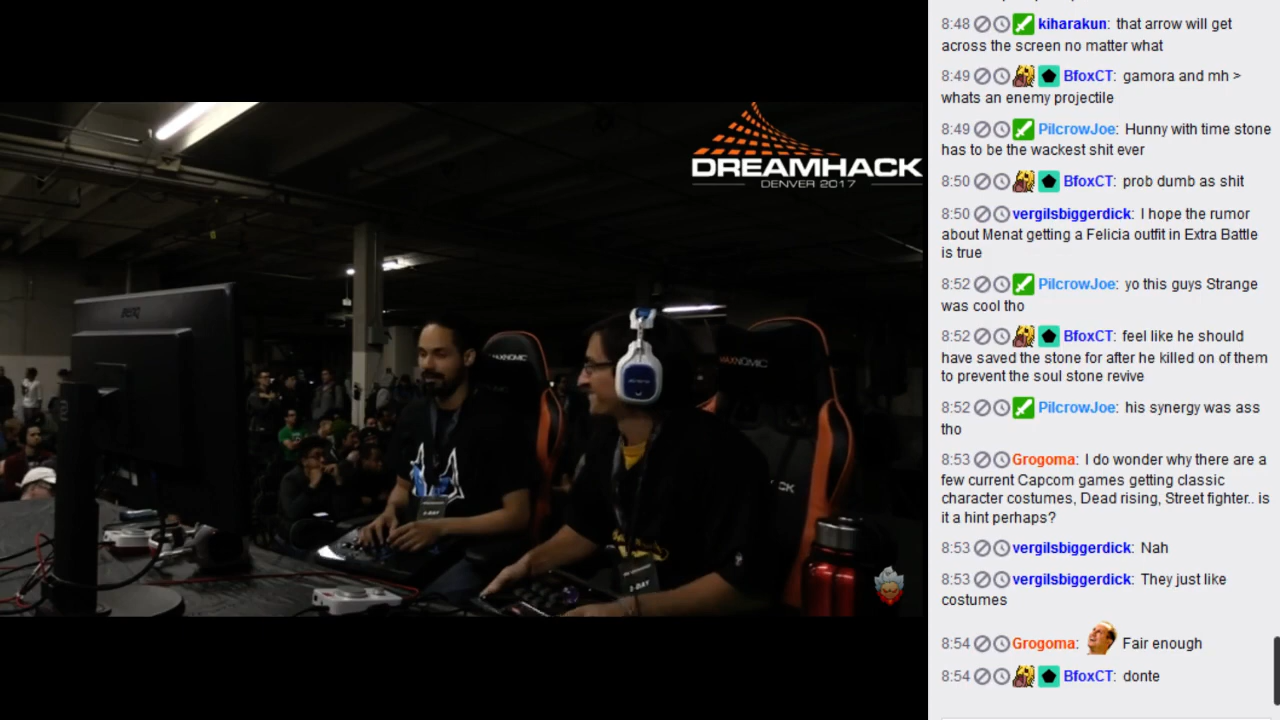 8:48 kiharakun: that arrow will get
across the screen no matter what
8:49 BfoxCT: gamora and mh >
whats an enemy projectile
8:49 PilcrowJoe: Hunny with time stone
has to be the wackest shit ever
8:50 BfoxCT: prob dumb as shit
8:50 vergilsbiggerdick: I hope the rumor
about Menat getting a Felicia outfit in Extra Battle
is true
8:52 PilcrowJoe: yo this guys Strange
was cool tho
8:52 BfoxCT: feel like he should
have saved the stone for after he killed on of them
to prevent the soul stone revive
8:52 PilcrowJoe: his synergy was ass
tho
8:53 Grogoma: I do wonder why there are a
few current Capcom games getting classic
character costumes, Dead rising, Street fighter.. is
it a hint perhaps?
8:53 vergilsbiggerdick: Nah
8:53 vergilsbiggerdick: They just like
costumes
8:54 Grogoma: Fair enough
8:54 BfoxCT: donte
DREAMHACK
DENVER 2017
BenQ
MAXNOMIC
MAXNOMIC